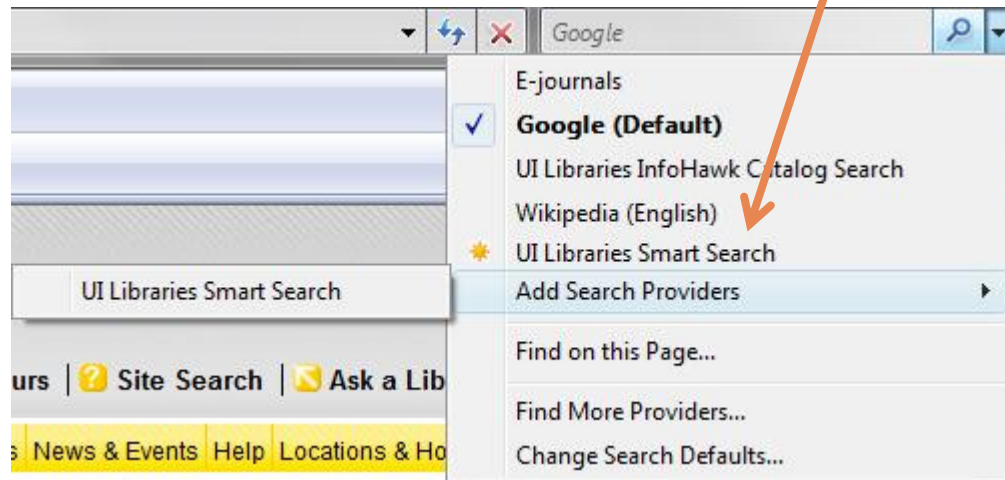 Google
E-journals
Google (Default)
UI Libraries InfoHawk Catalog Search
Wikipedia (English)
UI Libraries Smart Search
UI Libraries Smart Search
Add Search Providers
Find on this Page...
urs | Site Search | Ask a Lib
Find More Providers...
s News & Events Help Locations & Ho
Change Search Defaults...